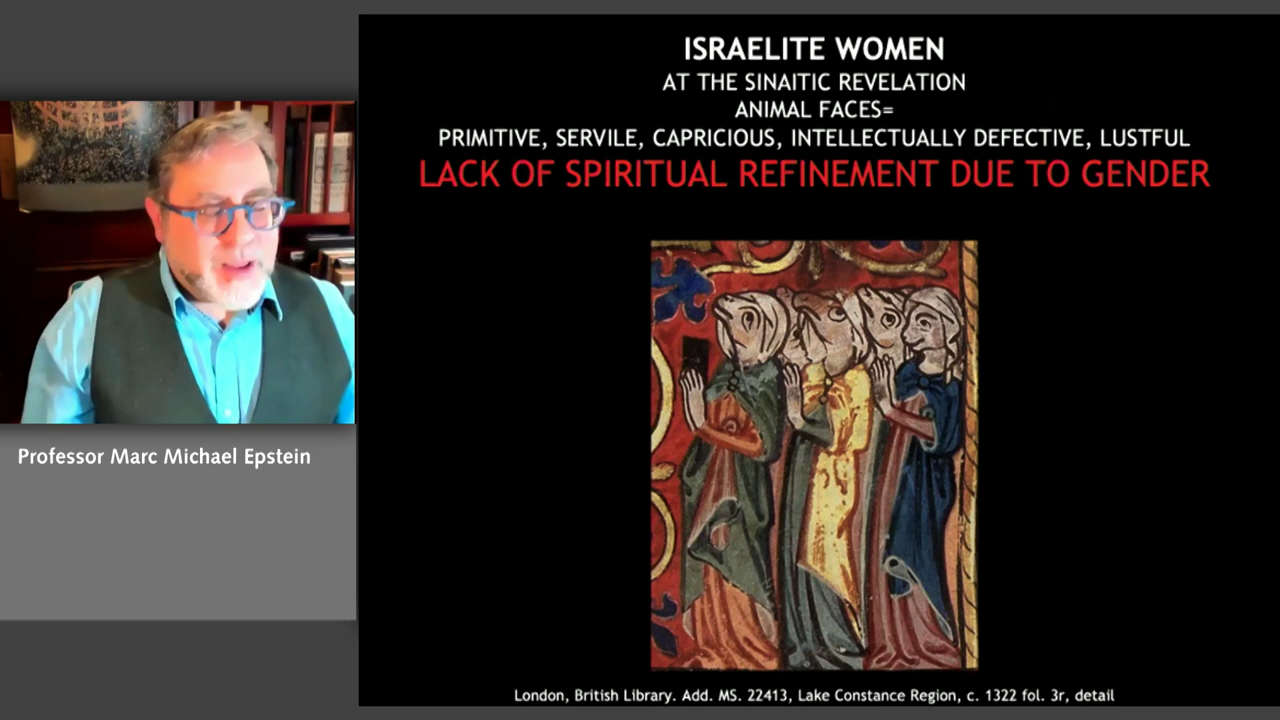 ISRAELITE WOMEN
AT THE SINAITIC REVELATION
ANIMAL FACES=
PRIMITIVE, SERVILE, CAPRICIOUS, INTELLECTUALLY DEFECTIVE, LUSTFUL
LACK OF SPIRITUAL REFINEMENT DUE TO GENDER
Professor Marc Michael Epstein
London, British Library. Add. MS. 22413, Lake Constance Region, c. 1322 fol. 3r, detail